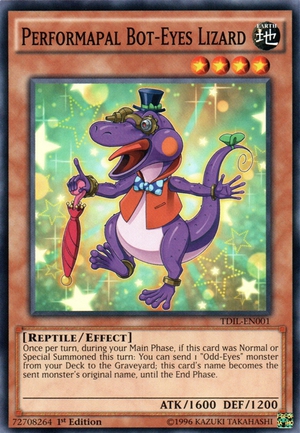 PERFORMAPAL BOT-EYES LIZARD
EARTH
地
TDIL-EN001
[REPTILE/EFFECT]
Once per turn, during your Main Phase, if this card was Normal or
Special Summoned this turn: You can send 1 "Odd-Eyes" monster
from your Deck to the Graveyard; this card's name becomes the
sent monster's original name, until the End Phase.
ATK/1600 DEF/1200
72708264 1st Edition ©1996 KAZUKI TAKAHASHI